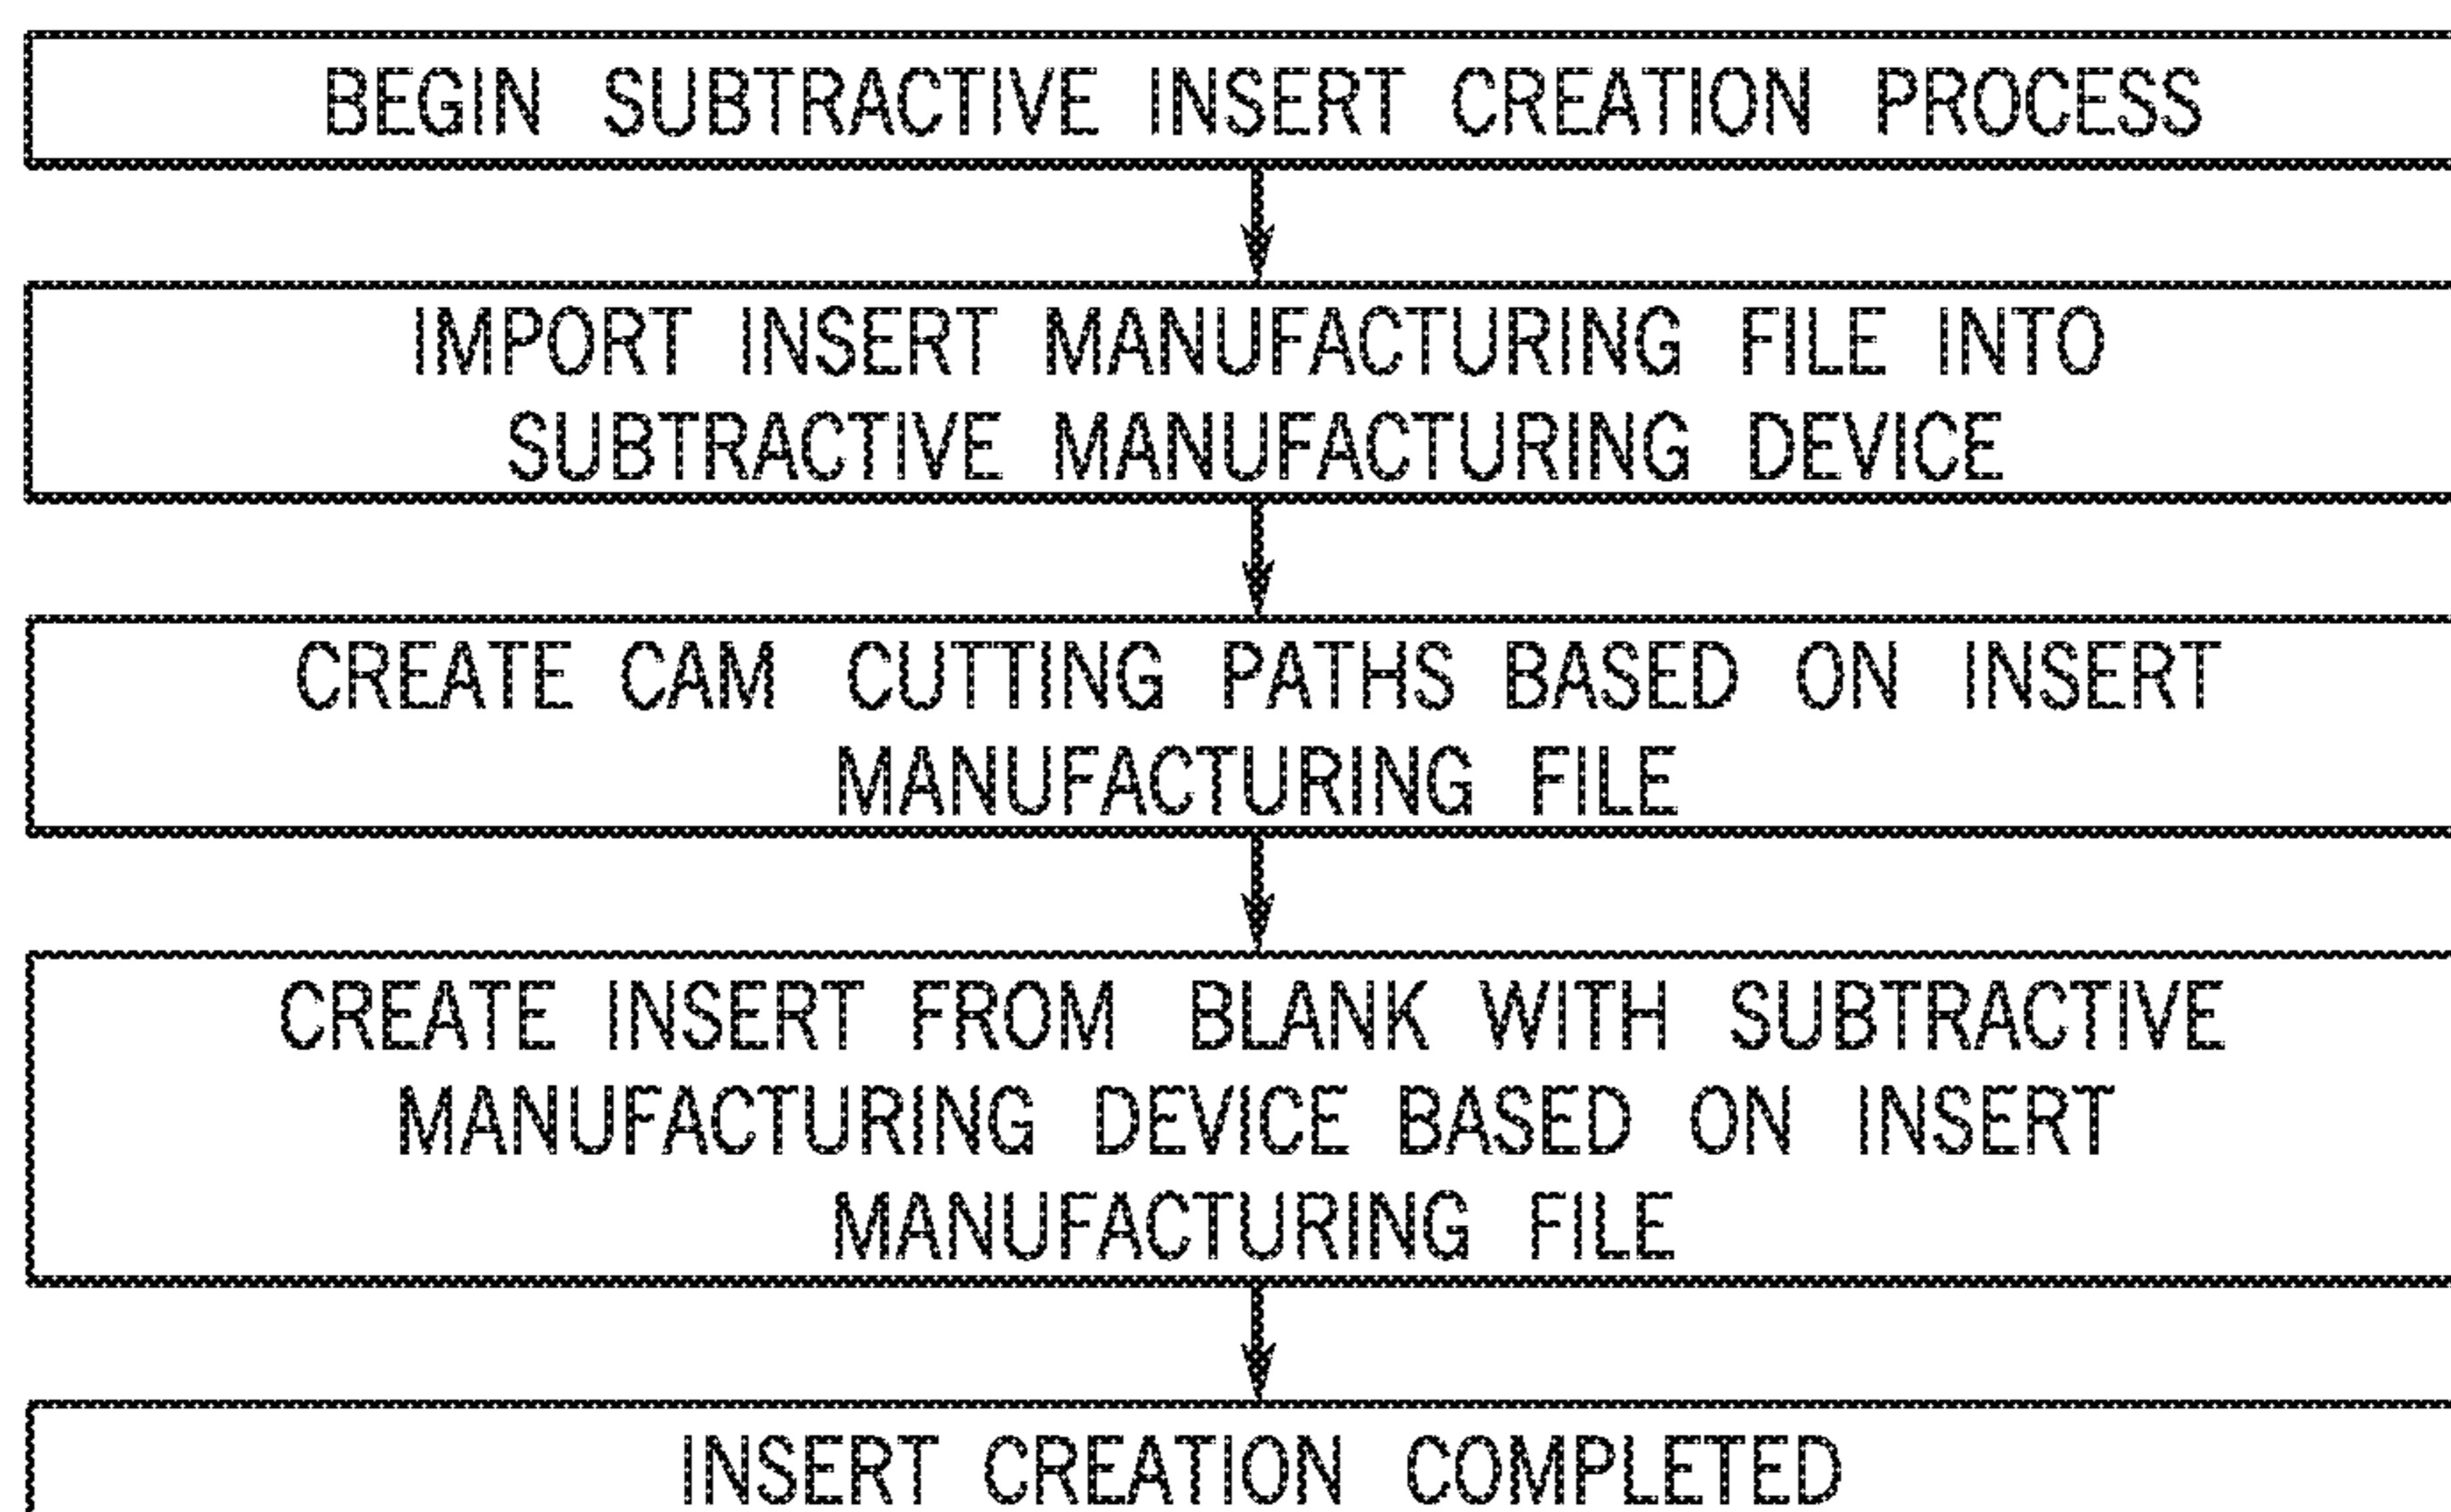 BEGIN SUBTRACTIVE INSERT CREATION PROCESS
IMPORT INSERT MANUFACTURING FILE INTO
SUBTRACTIVE MANUFACTURING DEVICE
CREATE CAM CUTTING PATHS BASED ON INSERT
MANUFACTURING FILE
CREATE INSERT FROM BLANK WITH SUBTRACTIVE
MANUFACTURING DEVICE BASED ON INSERT
MANUFACTURING FILE
INSERT CREATION COMPLETED